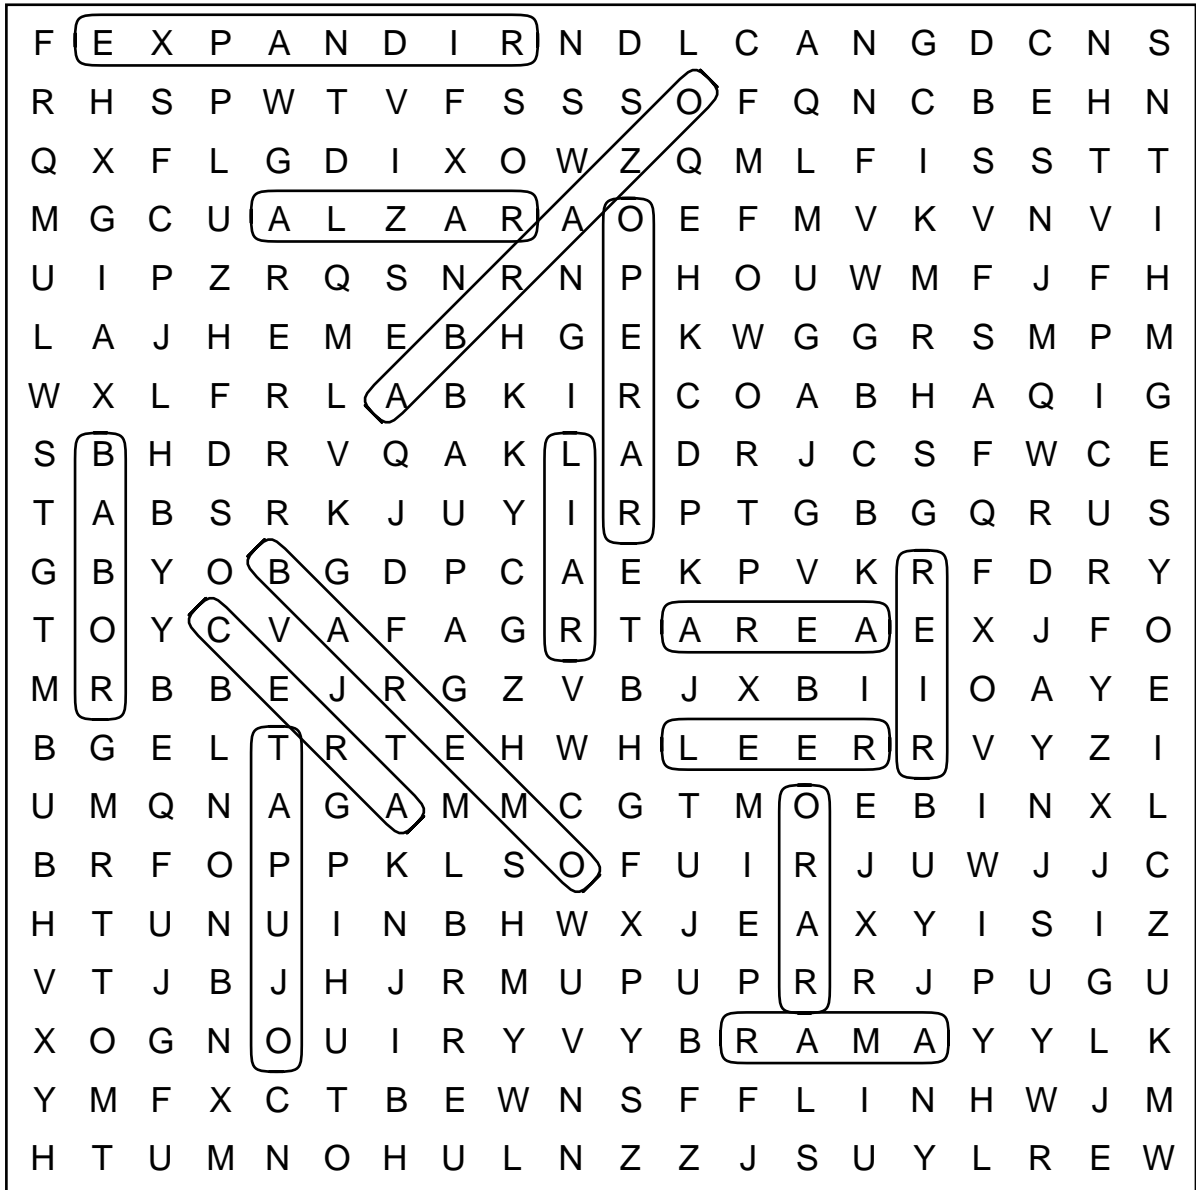 F E X P A N D I R N D L C A N G D C N S
R H S P W T V F S S S O F Q N C B E H N
Q X F L G D I X O W Z Q M L F I S S T T
M G C U A L Z A R A O E F M V K V N V I
U I P Z R Q S N R N P H O U W M F J F H
L A J H E M E B H G E K W G G R S M P M
W X L F R L A B K I R C O A B H A Q I G
S B H D R V Q A K L A D R J C S F W C E
T A B S R K J U Y I R P T G B G Q R U S
G B Y O B G D P C A E K P V K R F D R Y
T O Y C V A F A G R T A R E A E X J F O
M R B B E J R G Z V B J X B I I O A Y E
B G E L T R T E H W H L E E R R V Y Z I
U M Q N A G A M M C G T M O E B I N X L
B R F O P P K L S O F U I R J U W J J C
H T U N U I N B H W X J E A X Y I S I Z
V T J B J H J R M U P U P R R J P U G U
X O G N O U I R Y V Y B R A M A Y Y L K
Y M F X C T B E W N S F F L I N H W J M
H T U M N O H U L N Z Z J S U Y L R E W